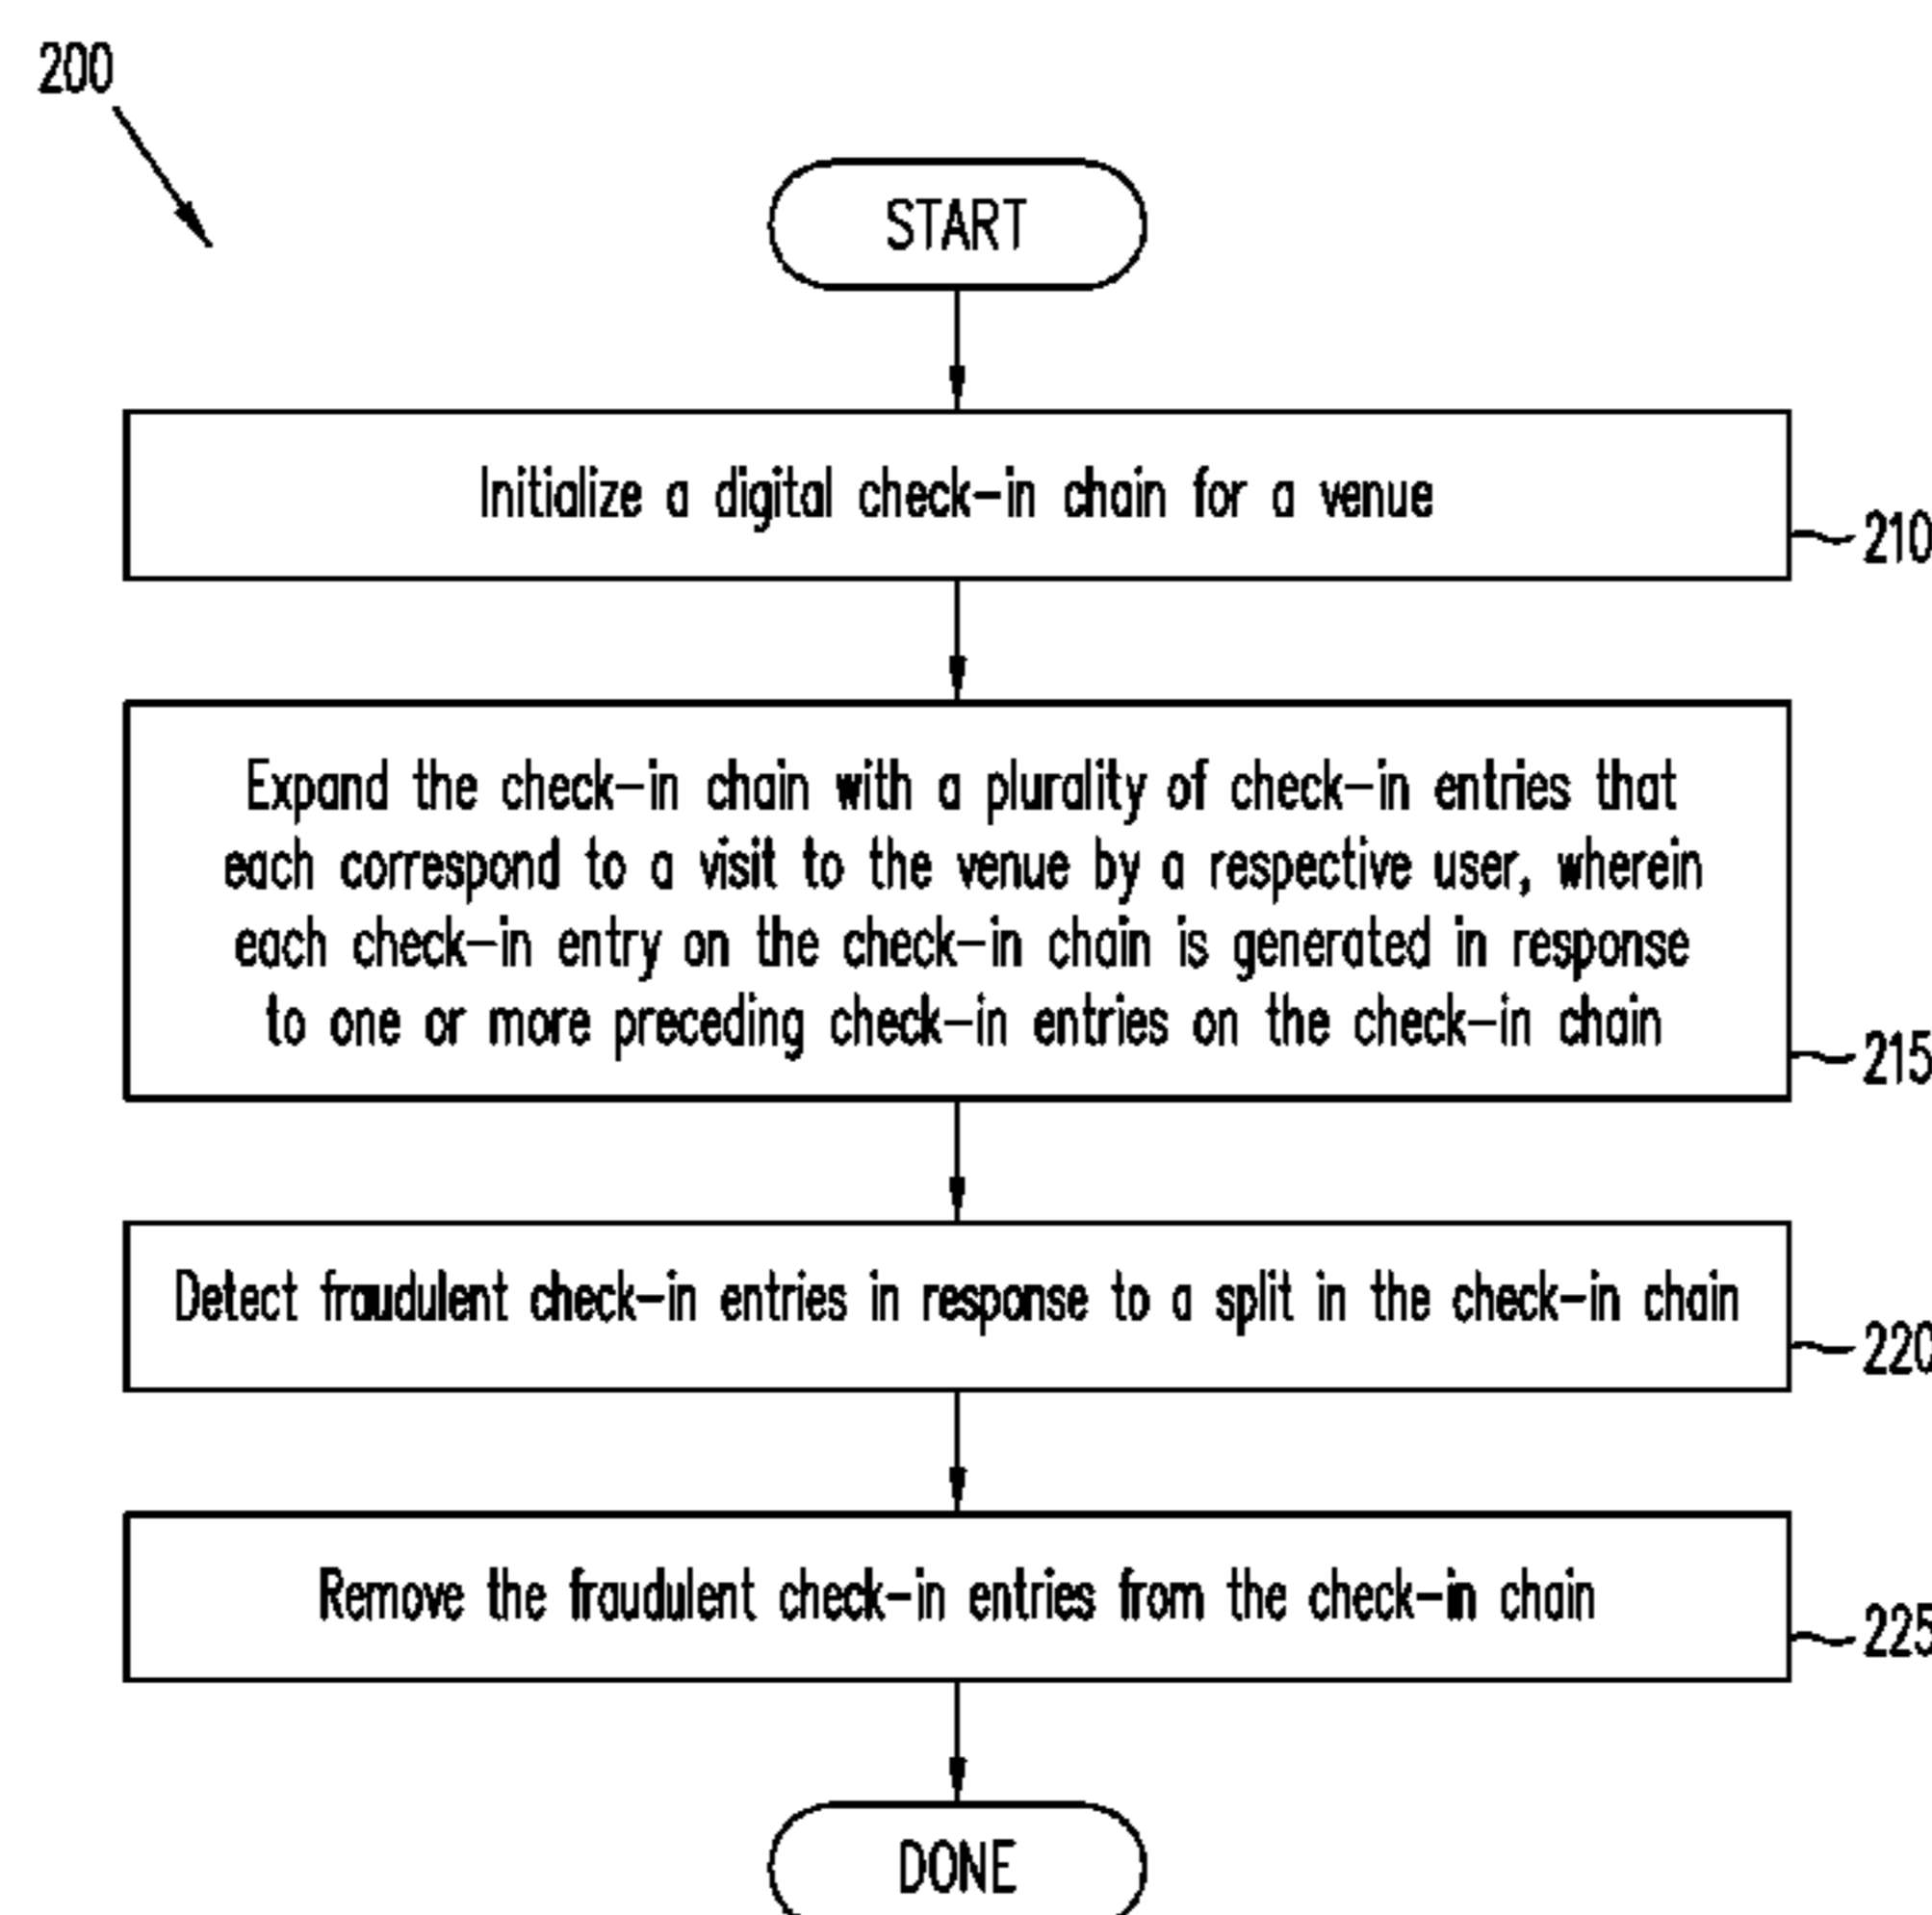 200
START
Initialize a digital check-in chain for a venue
210
Expand the check-in chain with a plurality of check-in entries that
each correspond to a visit to the venue by a respective user, wherein
each check-in entry on the check-in chain is generated in response
to one or more preceding check-in entries on the check-in chain
215
Detect fraudulent check-in entries in response to a split in the check-in chain
220
Remove the fraudulent check-in entries from the check-in chain
225
DONE